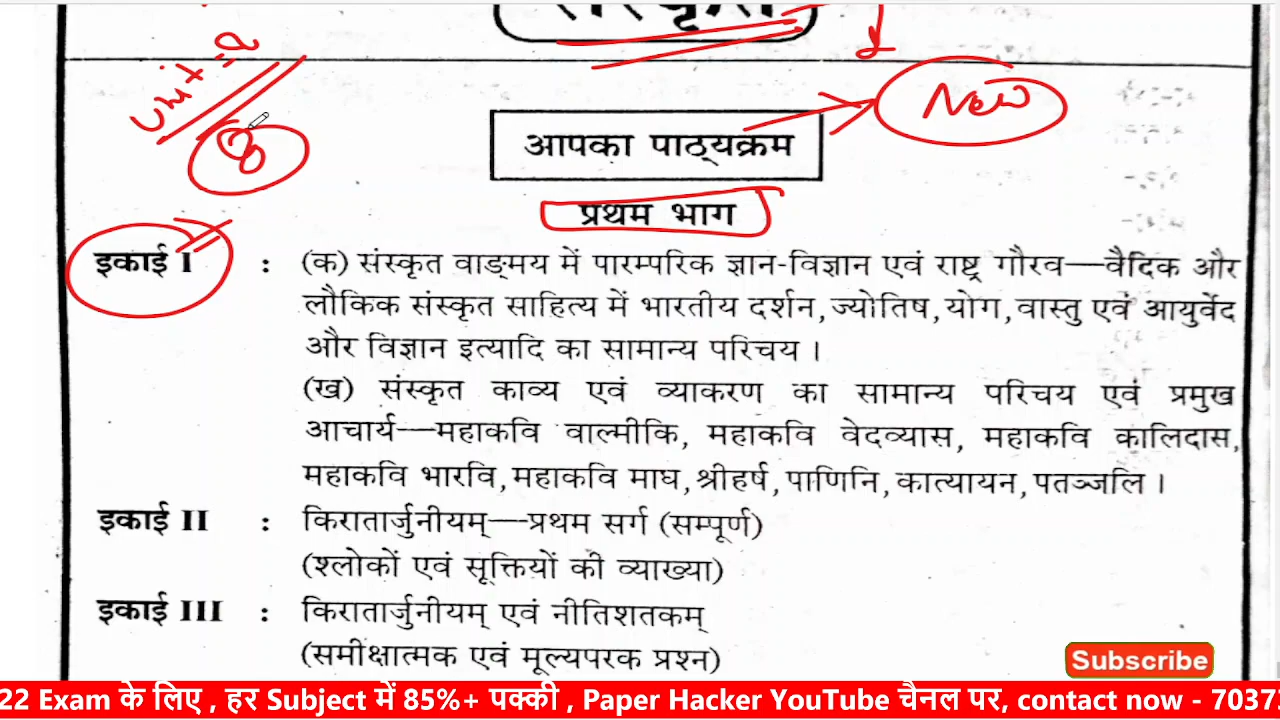 संस्कृत
Unit =>
8
New
आपका पाठ्यक्रम
प्रथम भाग
इकाई I : (क) संस्कृत वाङ्मय में पारम्परिक ज्ञान-विज्ञान एवं राष्ट्र गौरव—वैदिक और
लौकिक संस्कृत साहित्य में भारतीय दर्शन, ज्योतिष, योग, वास्तु एवं आयुर्वेद
और विज्ञान इत्यादि का सामान्य परिचय ।
(ख) संस्कृत काव्य एवं व्याकरण का सामान्य परिचय एवं प्रमुख
आचार्य—महाकवि वाल्मीकि, महाकवि वेदव्यास, महाकवि कालिदास,
महाकवि भारवि, महाकवि माघ, श्रीहर्ष, पाणिनि, कात्यायन, पतञ्जलि ।
इकाई II : किरातार्जुनीयम्—प्रथम सर्ग (सम्पूर्ण)
(श्लोकों एवं सूक्तियों की व्याख्या)
इकाई III : किरातार्जुनीयम् एवं नीतिशतकम्
(समीक्षात्मक एवं मूल्यपरक प्रश्न)
Subscribe
22 Exam के लिए , हर Subject में 85%+ पक्की , Paper Hacker YouTube चैनल पर, contact now - 7037